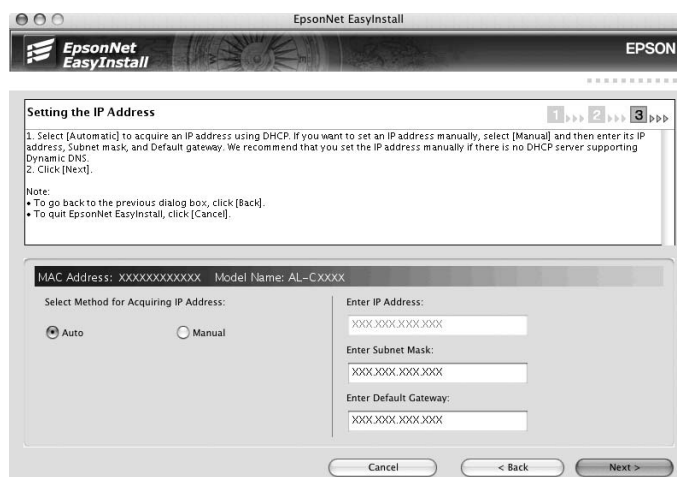 EpsonNet EasyInstall
EpsonNet
EasyInstall
EPSON
Setting the IP Address
1 2 3
1. Select [Automatic] to acquire an IP address using DHCP. If you want to set an IP address manually, select [Manual] and then enter its IP
address, Subnet mask, and Default gateway. We recommend that you set the IP address manually if there is no DHCP server supporting
Dynamic DNS.
2. Click [Next].
Note:
• To go back to the previous dialog box, click [Back].
• To quit EpsonNet EasyInstall, click [Cancel].
MAC Address: XXXXXXXXXXXX Model Name: AL-CXXXX
Select Method for Acquiring IP Address:
Auto
Manual
Enter IP Address:
XXX.XXX.XXX.XXX
Enter Subnet Mask:
XXX.XXX.XXX.XXX
Enter Default Gateway:
XXX.XXX.XXX.XXX
Cancel
< Back
Next >